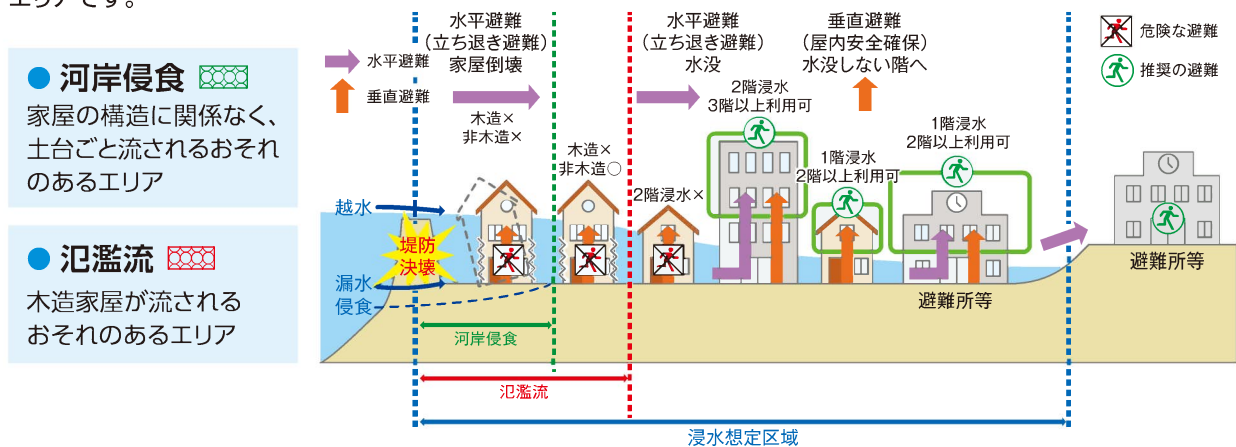 エリアです。
● 河岸侵食
家屋の構造に関係なく、
土台ごと流されるおそれ
のあるエリア
● 氾濫流
木造家屋が流される
おそれのあるエリア
水平避難
垂直避難
水平避難
（立ち退き避難）
家屋倒壊
水平避難
（立ち退き避難）
水没
垂直避難
（屋内安全確保）
水没しない階へ
危険な避難
推奨の避難
木造×
非木造×
木造×
非木造○
2階浸水×
2階浸水
3階以上利用可
1階浸水
2階以上利用可
1階浸水
2階以上利用可
越水
堤防
決壊
漏水
侵食
避難所等
避難所等
河岸侵食
氾濫流
浸水想定区域